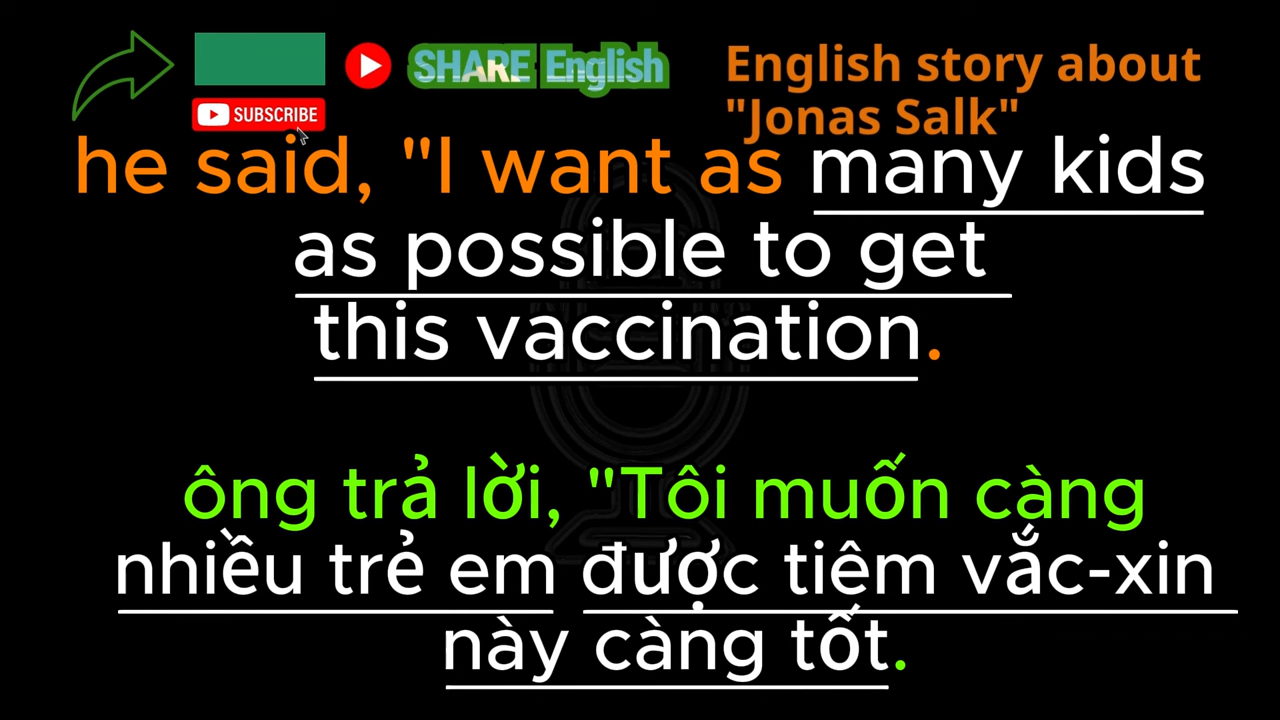 SHARE English
SUBSCRIBE
English story about
"Jonas Salk"
he said, "I want as many kids
as possible to get
this vaccination.
ông trả lời, "Tôi muốn càng
nhiều trẻ em được tiêm vắc-xin
này càng tốt.